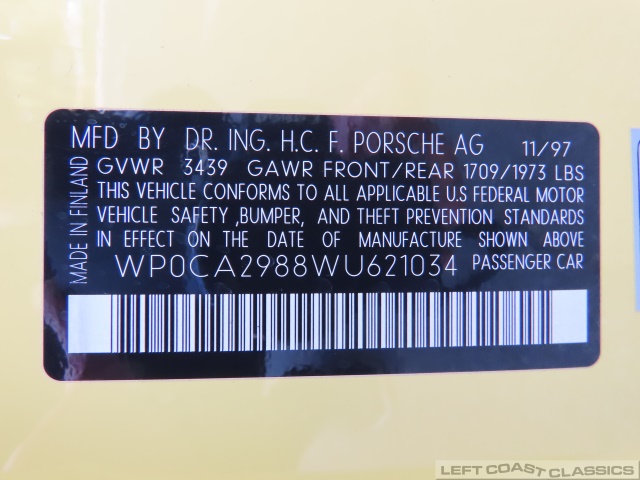 MFD BY DR. ING. H.C. F. PORSCHE AG 11/97
GVWR 3439 GAWR FRONT/REAR 1709/1973 LBS
THIS VEHICLE CONFORMS TO ALL APPLICABLE U.S FEDERAL MOTOR
VEHICLE SAFETY ,BUMPER, AND THEFT PREVENTION STANDARDS
IN EFFECT ON THE DATE OF MANUFACTURE SHOWN ABOVE
WP0CA2988WU621034 PASSENGER CAR
MADE IN FINLAND
LEFT COAST CLASSICS